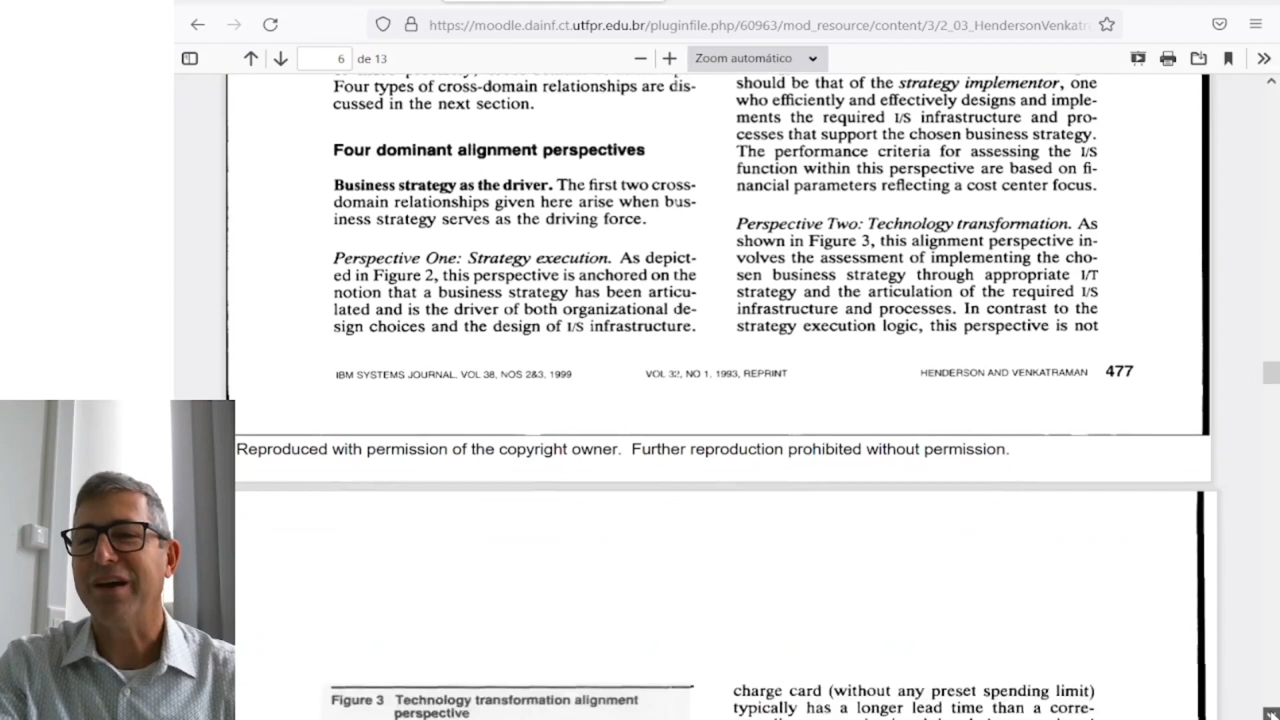 https://moodle.dainf.ct.utfpr.edu.br/pluginfile.php/60963/mod_resource/content/3/2_03_HendersonVenkatr
6 de 13
Zoom automático
Four types of cross-domain relationships are dis-
cussed in the next section.
Four dominant alignment perspectives
Business strategy as the driver. The first two cross-
domain relationships given here arise when bus-
iness strategy serves as the driving force.
Perspective One: Strategy execution. As depict-
ed in Figure 2, this perspective is anchored on the
notion that a business strategy has been articu-
lated and is the driver of both organizational de-
sign choices and the design of I/S infrastructure.
should be that of the strategy implementor, one
who efficiently and effectively designs and imple-
ments the required I/S infrastructure and pro-
cesses that support the chosen business strategy.
The performance criteria for assessing the I/S
function within this perspective are based on fi-
nancial parameters reflecting a cost center focus.
Perspective Two: Technology transformation. As
shown in Figure 3, this alignment perspective in-
volves the assessment of implementing the cho-
sen business strategy through appropriate I/T
strategy and the articulation of the required I/S
infrastructure and processes. In contrast to the
strategy execution logic, this perspective is not
IBM SYSTEMS JOURNAL, VOL 38, NOS 2&3, 1999
VOL 32, NO 1, 1993, REPRINT
HENDERSON AND VENKATRAMAN 477
Reproduced with permission of the copyright owner. Further reproduction prohibited without permission.
Figure 3 Technology transformation alignment
perspective
charge card (without any preset spending limit)
typically has a longer lead time than a corre-